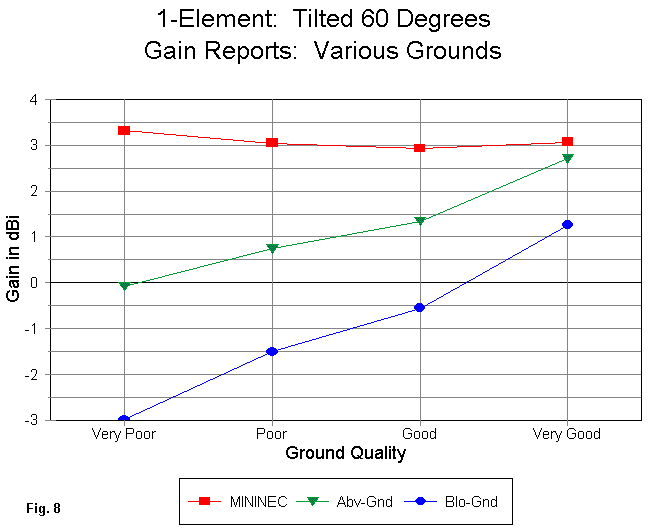 1-Element:  Tilted 60 Degrees
Gain Reports:  Various Grounds
4
3
2
1
0
-1
-2
-3
Gain in dBi
Very Poor
Poor
Good
Very Good
Ground Quality
MININEC
Abv-Gnd
Blo-Gnd
Fig. 8